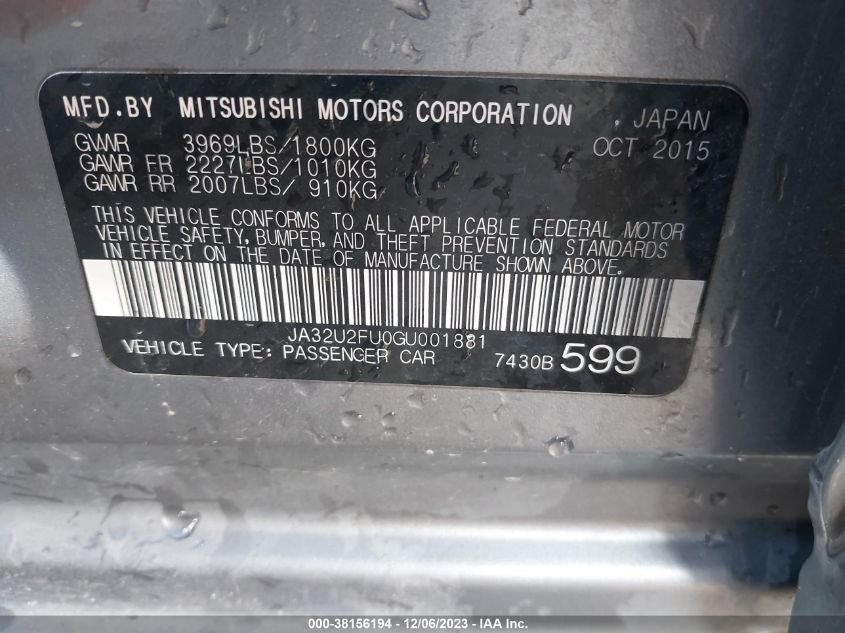 MFD.BY MITSUBISHI MOTORS CORPORATION , JAPAN
GVWR 3969LBS/1800KG OCT 2015
GAWR FR 2227LBS/1010KG
GAWR RR 2007LBS/ 910KG
THIS VEHICLE CONFORMS TO ALL APPLICABLE FEDERAL MOTOR
VEHICLE SAFETY, BUMPER, AND THEFT PREVENTION STANDARDS
IN EFFECT ON THE DATE OF MANUFACTURE SHOWN ABOVE.
JA32U2FU0GU001881
VEHICLE TYPE: PASSENGER CAR 7430B 599
000-38156194 - 12/06/2023 - IAA Inc.